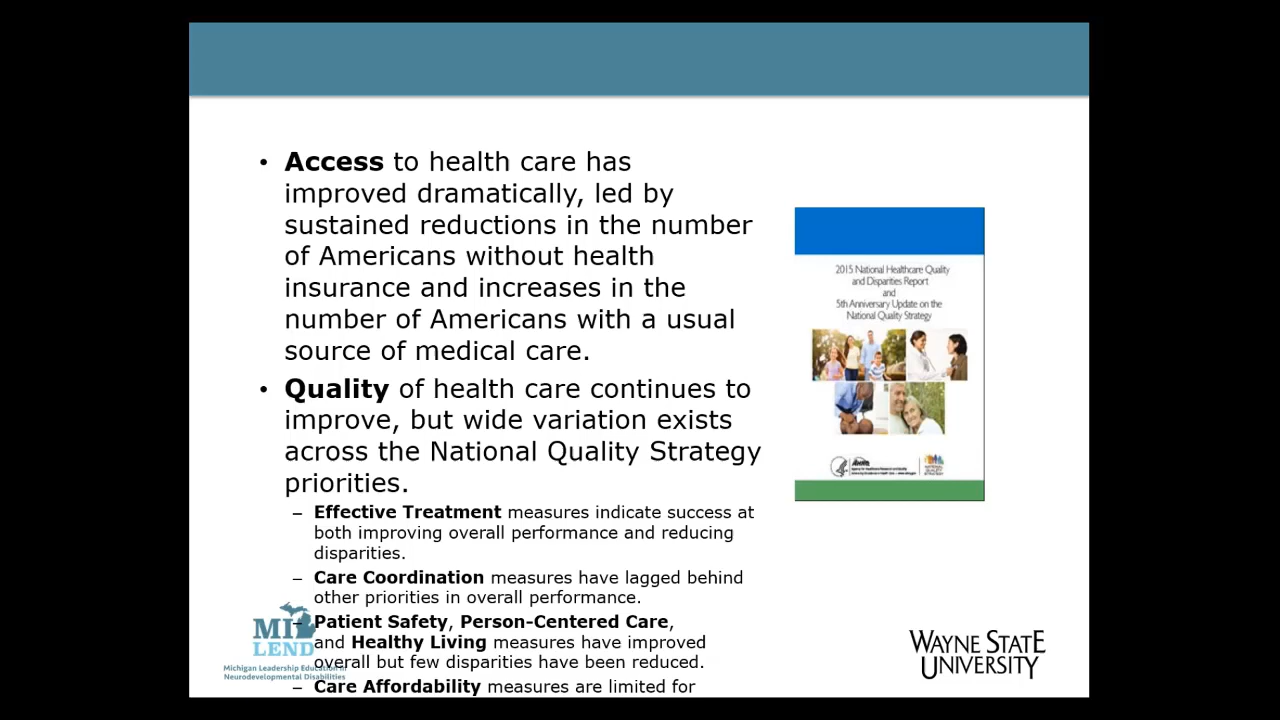 • Access to health care has
improved dramatically, led by
sustained reductions in the number
of Americans without health
insurance and increases in the
number of Americans with a usual
source of medical care.
• Quality of health care continues to
improve, but wide variation exists
across the National Quality Strategy
priorities.
– Effective Treatment measures indicate success at
both improving overall performance and reducing
disparities.
– Care Coordination measures have lagged behind
other priorities in overall performance.
– Patient Safety, Person-Centered Care,
and Healthy Living measures have improved
overall but few disparities have been reduced.
– Care Affordability measures are limited for
2015 National Healthcare Quality
and Disparities Report
and
5th Anniversary Update on the
National Quality Strategy
AHRQ
NATIONAL
QUALITY
STRATEGY
MI
LEND
Michigan Leadership Education in
Neurodevelopmental Disabilities
WAYNE STATE
UNIVERSITY